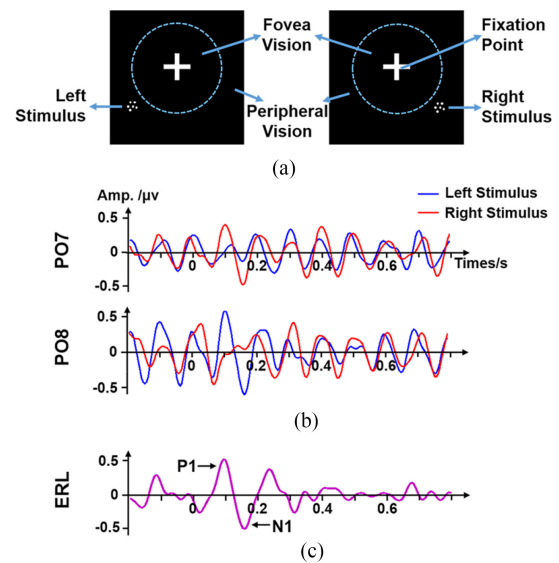 Fovea
Vision
Fixation
Point
Left
Stimulus
Peripheral
Vision
Right
Stimulus
(a)
Amp. /μv
Left Stimulus
Right Stimulus
PO7
0.5
0
-0.5
0
0.2
0.4
0.6
Times/s
PO8
0.5
0
-0.5
0
0.2
0.4
0.6
(b)
ERL
0.5
0
-0.5
P1
N1
0
0.2
0.4
0.6
(c)